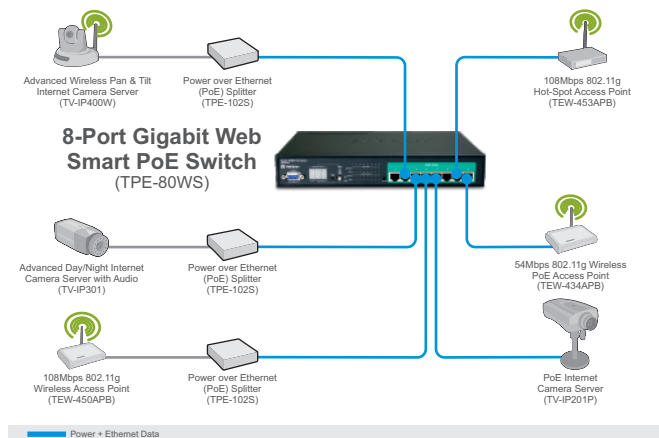 Advanced Wireless Pan & Tilt
Internet Camera Server
(TV-IP400W)
Power over Ethernet
(PoE) Splitter
(TPE-102S)
108Mbps 802.11g
Hot-Spot Access Point
(TEW-453APB)
8-Port Gigabit Web
Smart PoE Switch
(TPE-80WS)
Advanced Day/Night Internet
Camera Server with Audio
(TV-IP301)
Power over Ethernet
(PoE) Splitter
(TPE-102S)
54Mbps 802.11g Wireless
PoE Access Point
(TEW-434APB)
108Mbps 802.11g
Wireless Access Point
(TEW-450APB)
Power over Ethernet
(PoE) Splitter
(TPE-102S)
PoE Internet
Camera Server
(TV-IP201P)
Power + Ethernet Data